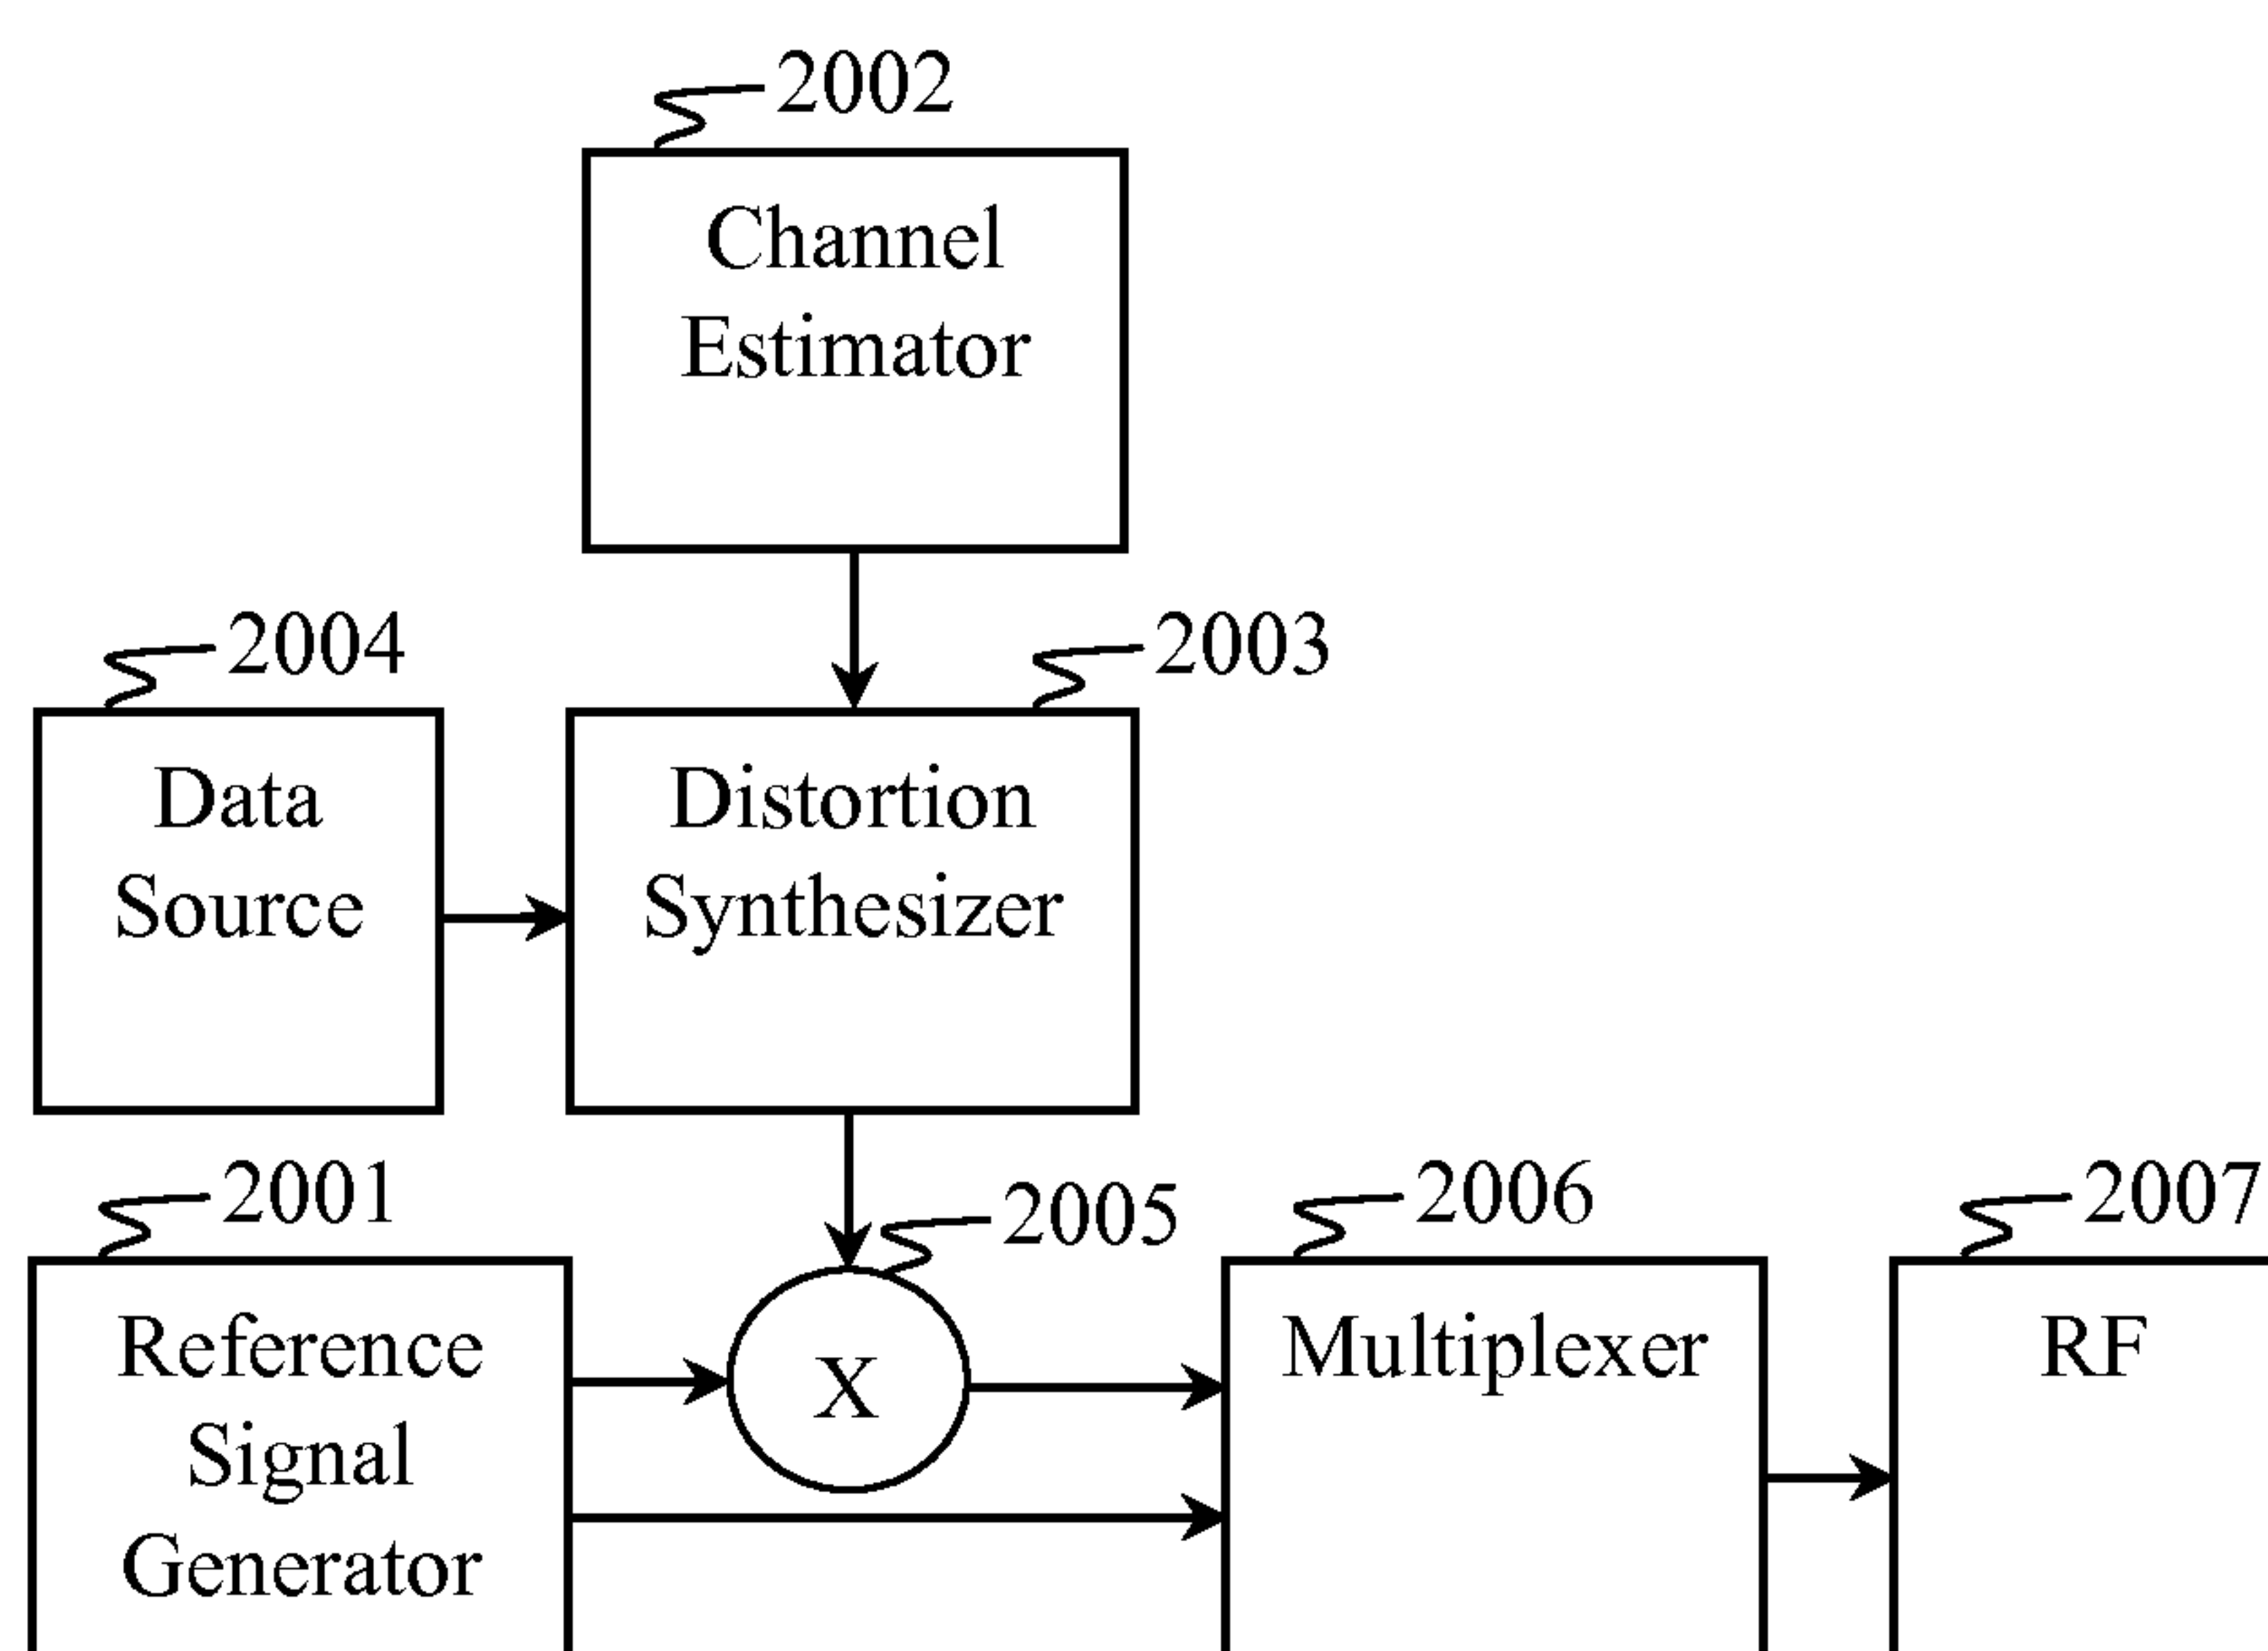 2002
Channel
Estimator
2004
2003
Data
Source
Distortion
Synthesizer
2001
2005
2006
2007
Reference
Signal
Generator
X
Multiplexer
RF